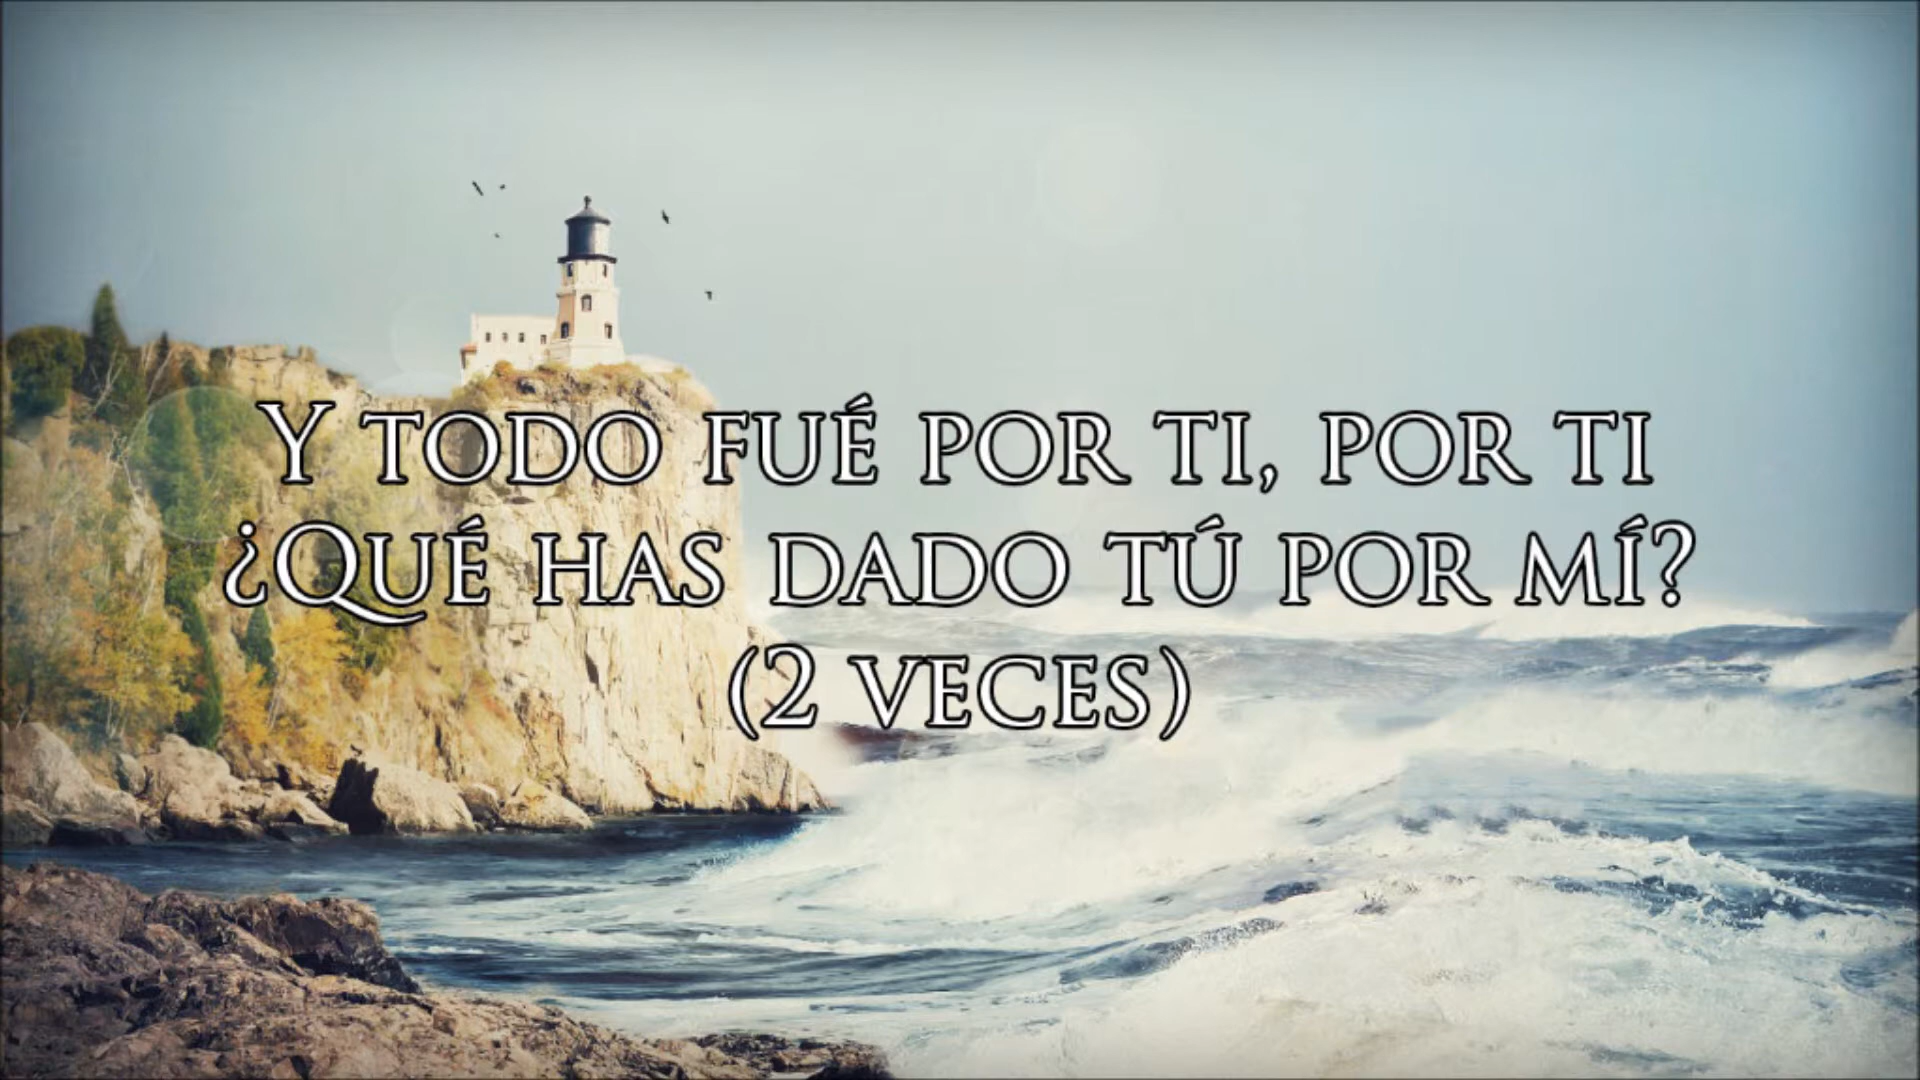 Y todo fué por ti, por ti
¿Qué has dado tú por mí?
(2 veces)